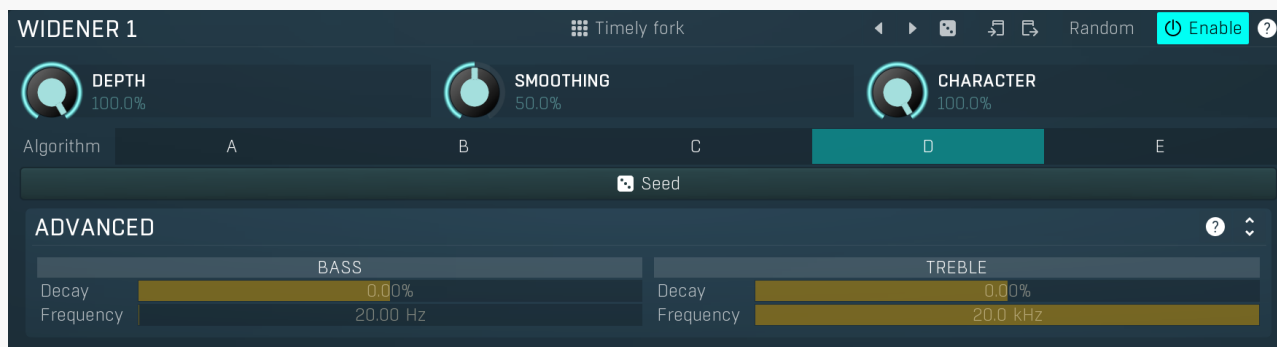 WIDENER 1 Timely fork Random Enable ?
DEPTH SMOOTHING CHARACTER
100.0% 50.0% 100.0%
Algorithm A B C D E
Seed
ADVANCED ?
BASS TREBLE
Decay 0.00% Decay 0.00%
Frequency 20.00 Hz Frequency 20.0 kHz